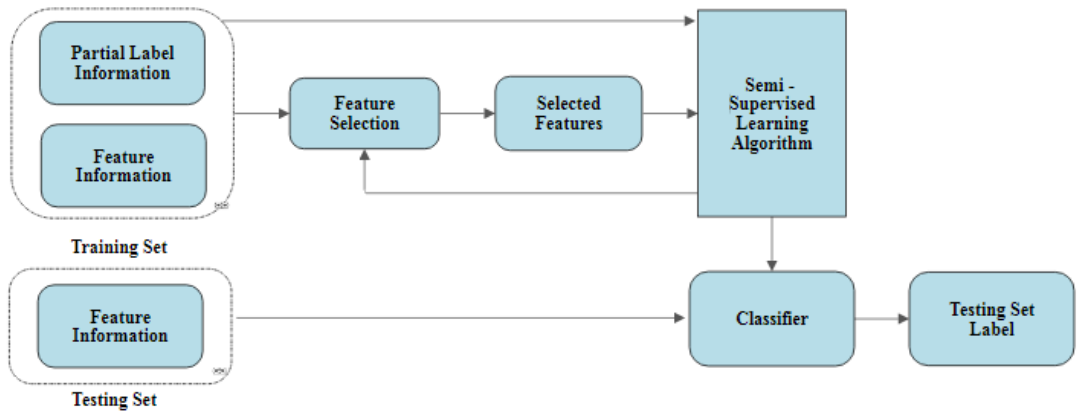 Partial Label
Information
Feature
Information
Training Set
Feature
Selection
Selected
Features
Semi -
Supervised
Learning
Algorithm
Feature
Information
Testing Set
Classifier
Testing Set
Label